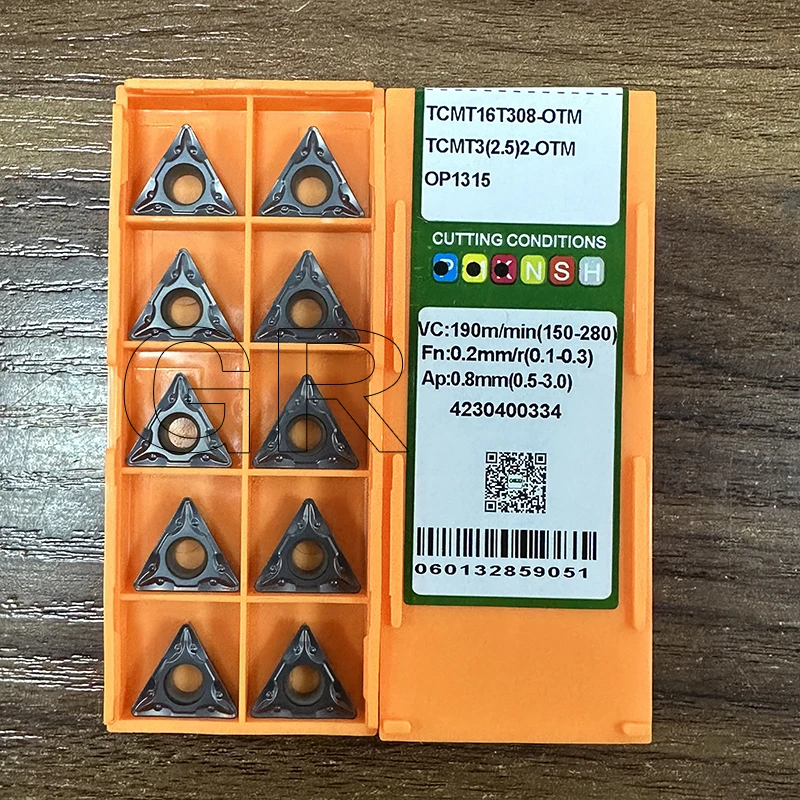 TCMT16T308-OTM
TCMT3(2.5)2-OTM
OP1315
CUTTING CONDITIONS
P M K N S H
VC:190m/min(150-280)
Fn:0.2mm/r(0.1-0.3)
Ap:0.8mm(0.5-3.0)
4230400334
060132859051
GR